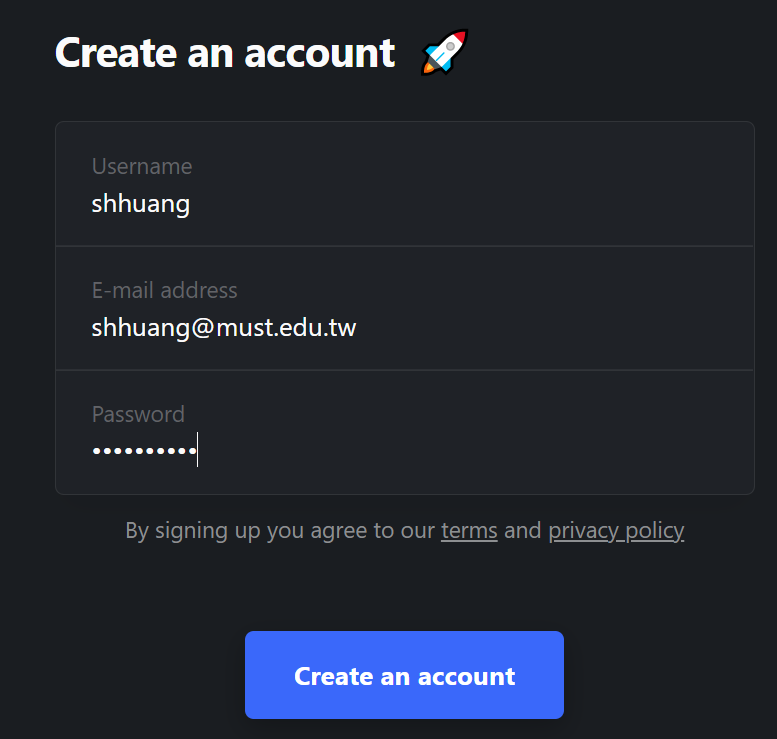 Create an account 🚀
Username
shhuang
E-mail address
shhuang@must.edu.tw
Password
••••••••••
By signing up you agree to our terms and privacy policy
Create an account